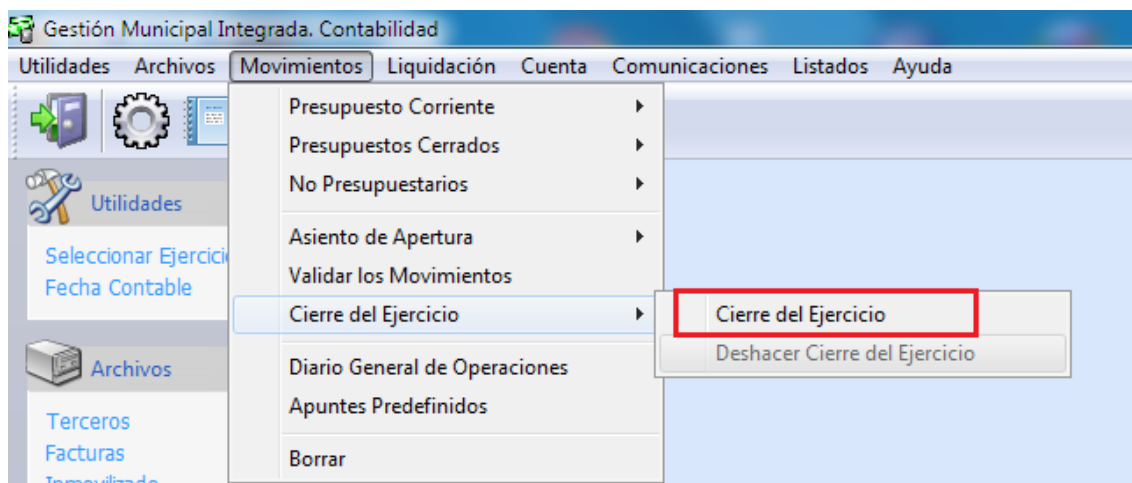 Gestión Municipal Integrada. Contabilidad
Utilidades Archivos Movimientos Liquidación Cuenta Comunicaciones Listados Ayuda
Presupuesto Corriente
Presupuestos Cerrados
No Presupuestarios
Asiento de Apertura
Validar los Movimientos
Cierre del Ejercicio
Diario General de Operaciones
Apuntes Predefinidos
Borrar
Cierre del Ejercicio
Deshacer Cierre del Ejercicio
Utilidades
Seleccionar
Fecha Contable
Archivos
Terceros
Facturas